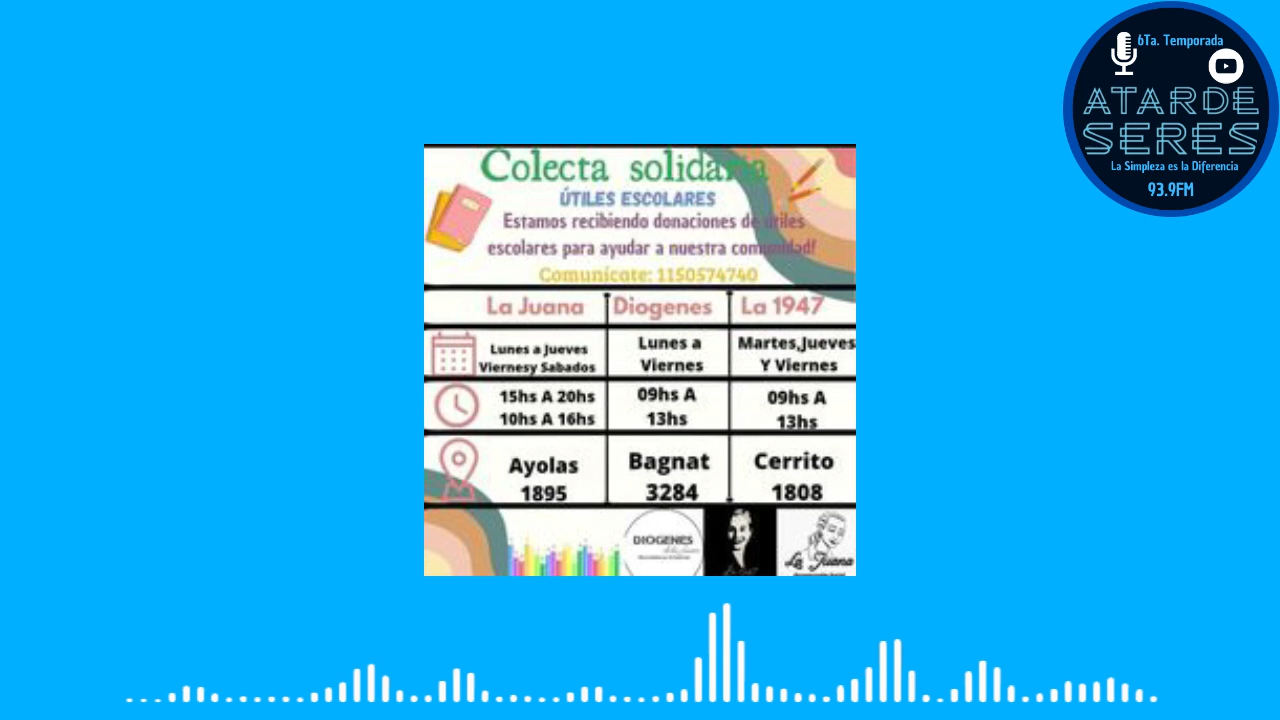 6Ta. Temporada
ATARDE
SERES
La Simpleza es la Diferencia
93.9FM
Colecta solidaria
ÚTILES ESCOLARES
Estamos recibiendo donaciones de útiles
escolares para ayudar a nuestra comunidad!
Comunícate: 1150574740
La Juana Diogenes La 1947
Lunes a Jueves
Viernesy Sabados
Lunes a
Viernes
Martes,Jueves
Y Viernes
15hs A 20hs
10hs A 16hs
09hs A
13hs
09hs A
13hs
Ayolas
1895
Bagnat
3284
Cerrito
1808
DIOGENES
La Juana